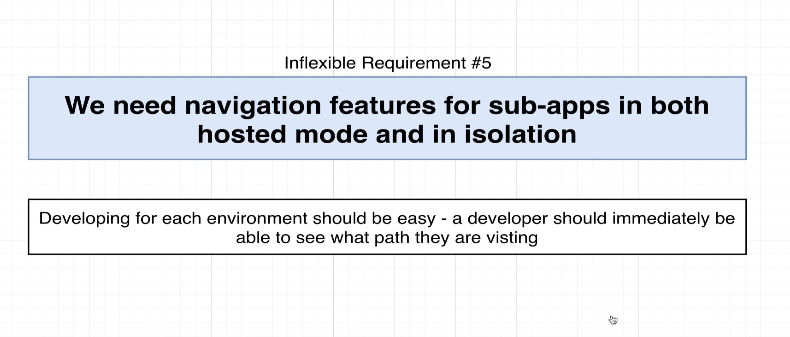 Inflexible Requirement #5
We need navigation features for sub-apps in both
hosted mode and in isolation
Developing for each environment should be easy - a developer should immediately be
able to see what path they are visting